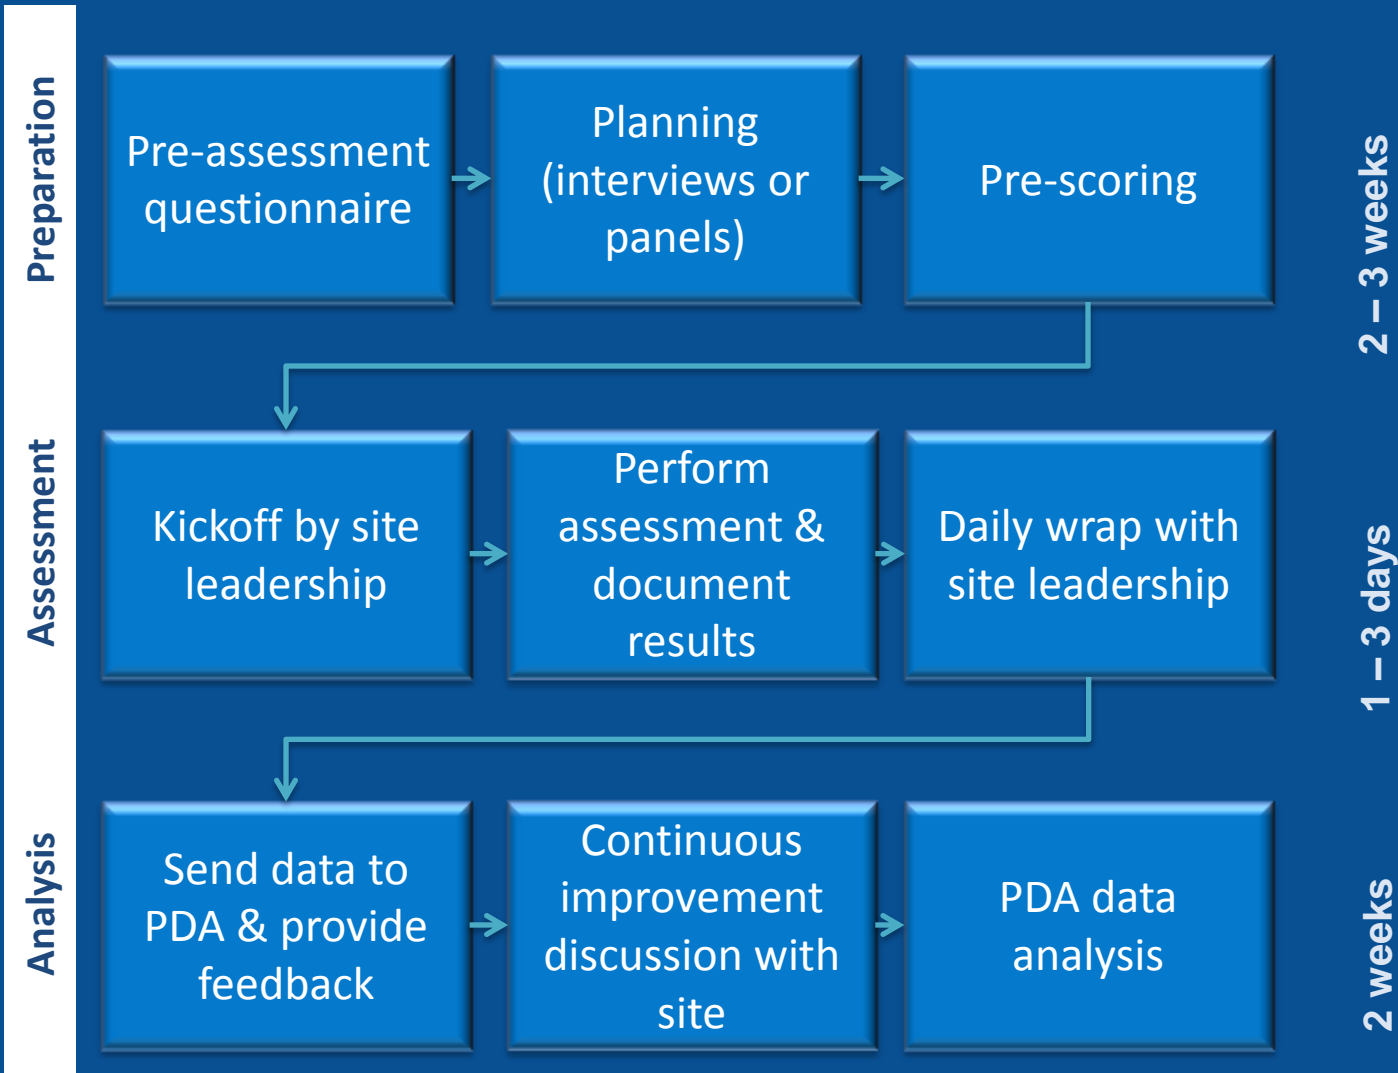 Preparation
Pre-assessment
questionnaire
Planning
(interviews or
panels)
Pre-scoring
2 – 3 weeks
Assessment
Kickoff by site
leadership
Perform
assessment &
document
results
Daily wrap with
site leadership
1 – 3 days
Analysis
Send data to
PDA & provide
feedback
Continuous
improvement
discussion with
site
PDA data
analysis
2 weeks